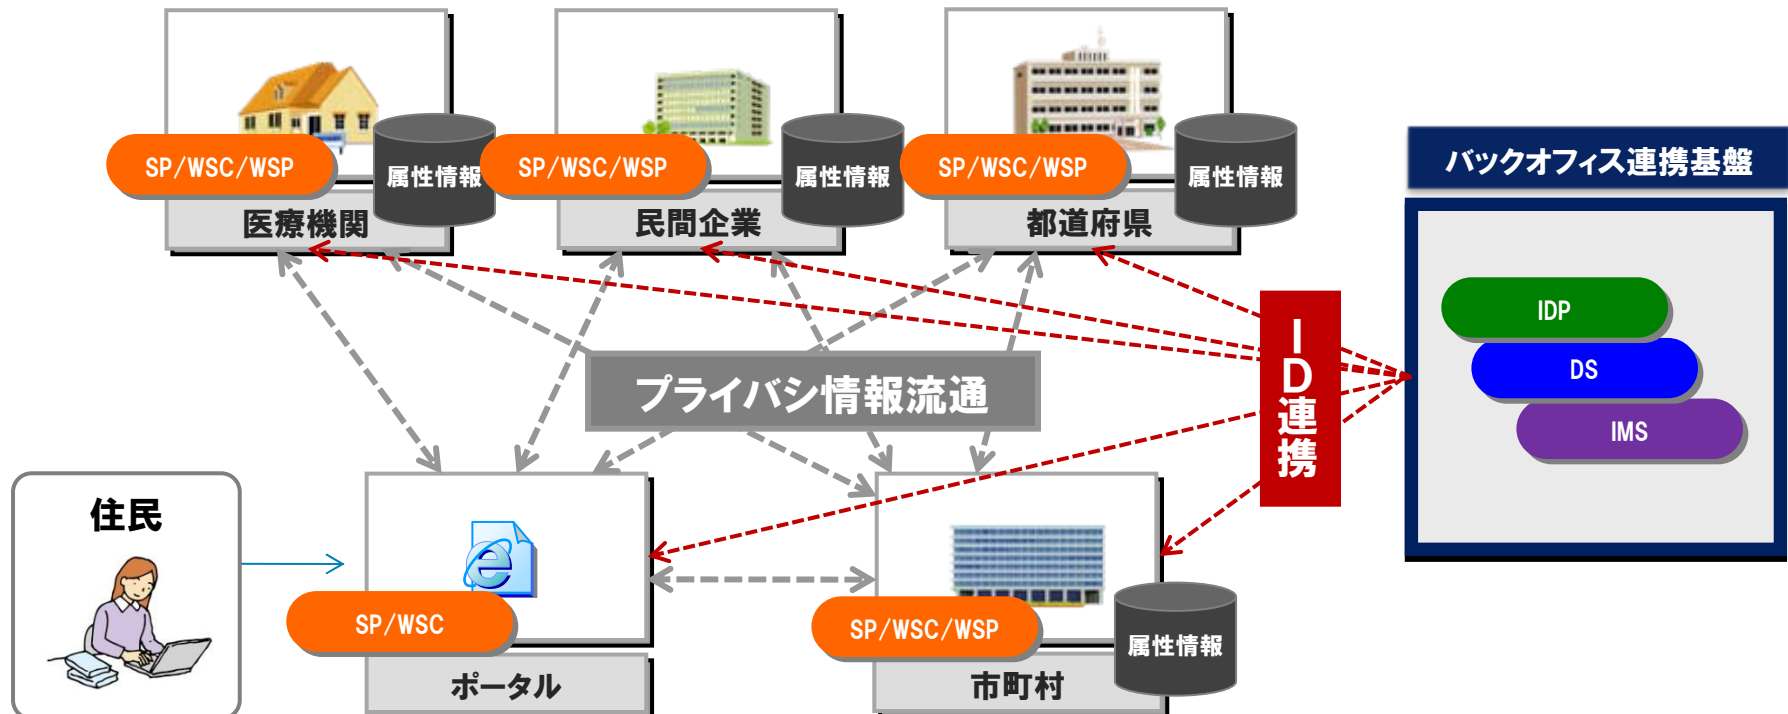 SP/WSC/WSP
属性情報
医療機関
SP/WSC/WSP
属性情報
民間企業
SP/WSC/WSP
属性情報
都道府県
バックオフィス連携基盤
IDP
DS
IMS
ID連携
プライバシ情報流通
住民
SP/WSC
ポータル
SP/WSC/WSP
属性情報
市町村